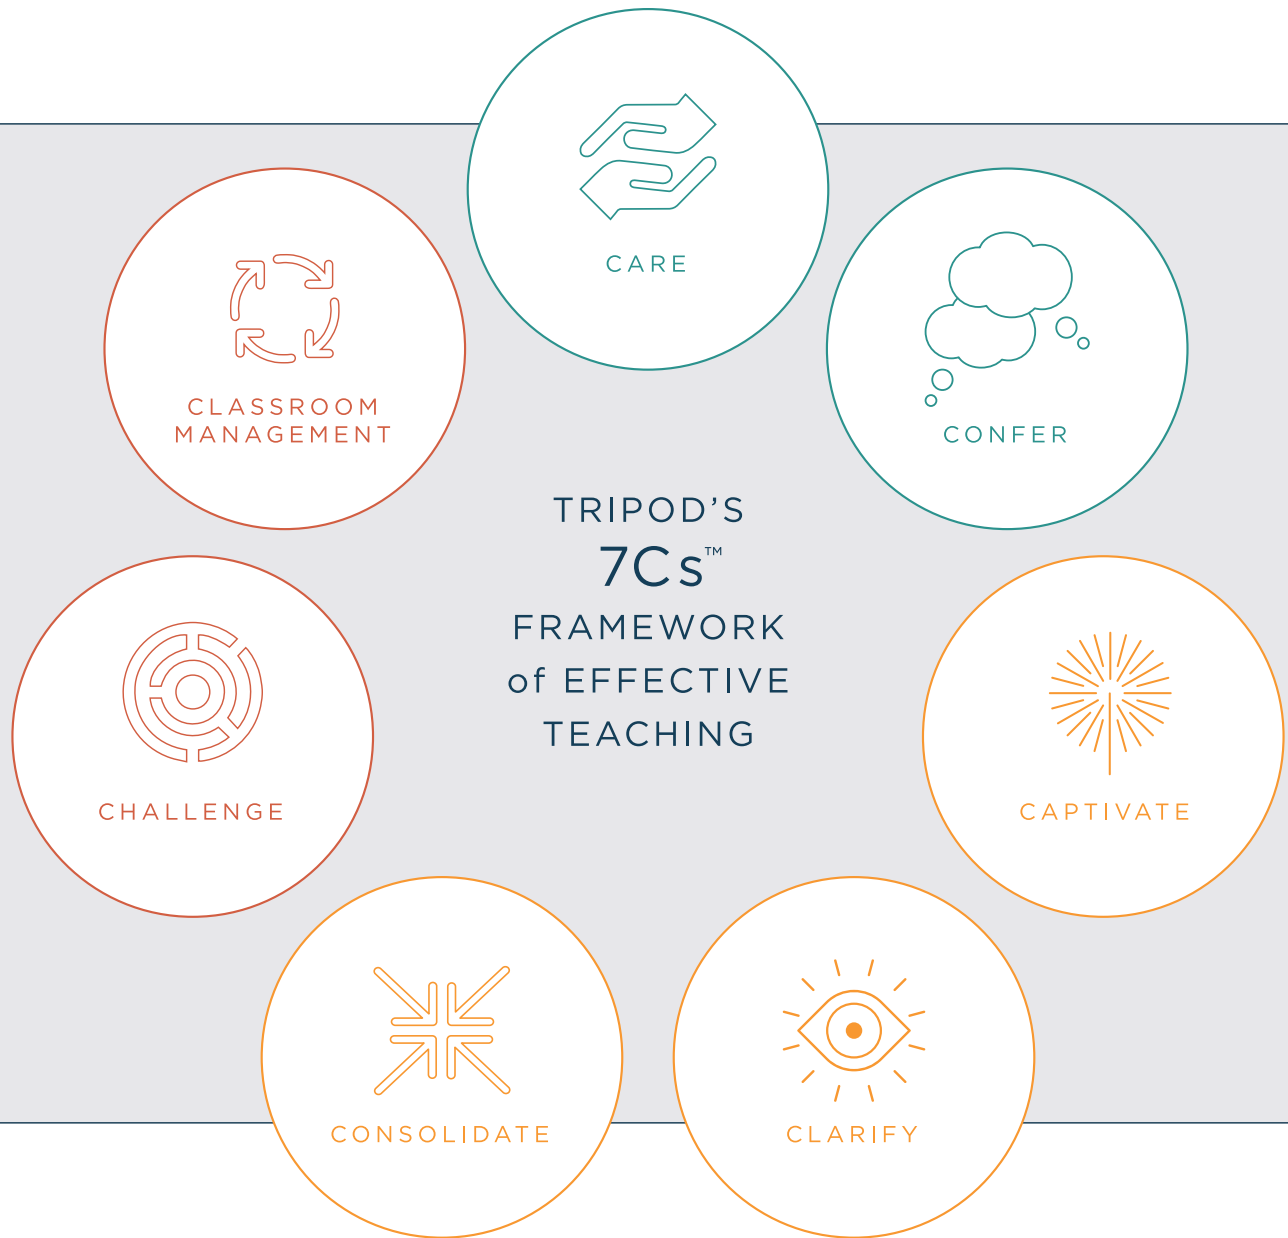 CARE
CONFER
CLASSROOM
MANAGEMENT
TRIPOD'S
7Cs™
FRAMEWORK
of EFFECTIVE
TEACHING
CHALLENGE
CAPTIVATE
CONSOLIDATE
CLARIFY